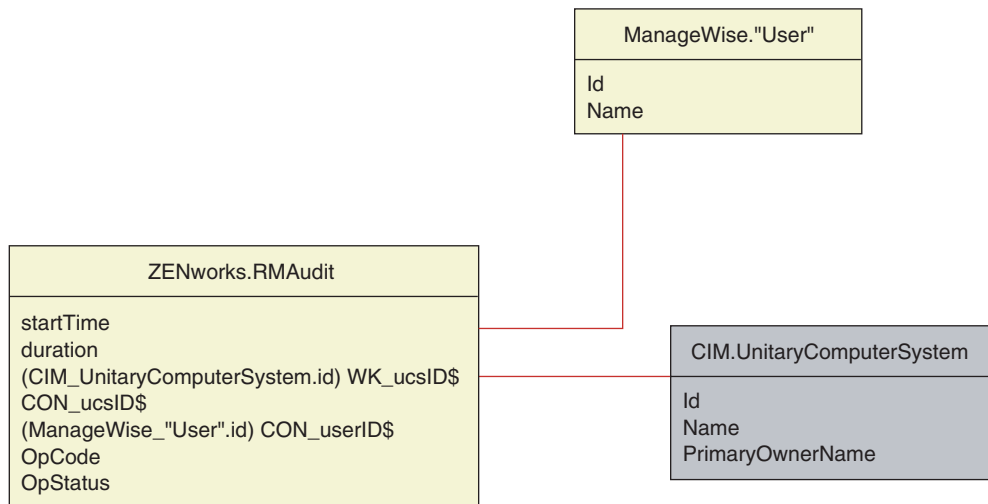 ManageWise."User"
Id
Name
ZENworks.RMAudit
startTime
duration
(CIM_UnitaryComputerSystem.id) WK_ucsID$
CON_ucsID$
(ManageWise_"User".id) CON_userID$
OpCode
OpStatus
CIM.UnitaryComputerSystem
Id
Name
PrimaryOwnerName